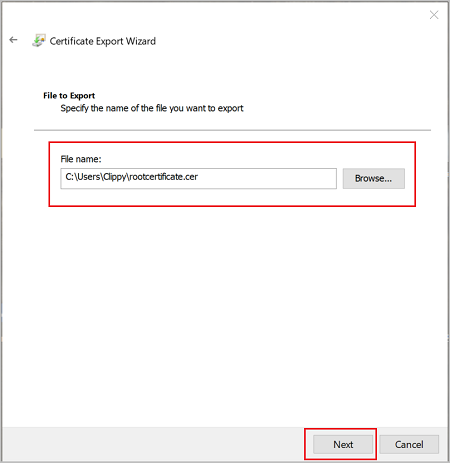 Certificate Export Wizard
File to Export
Specify the name of the file you want to export
File name:
C:\Users\Clippy\rootcertificate.cer
Browse...
Next
Cancel